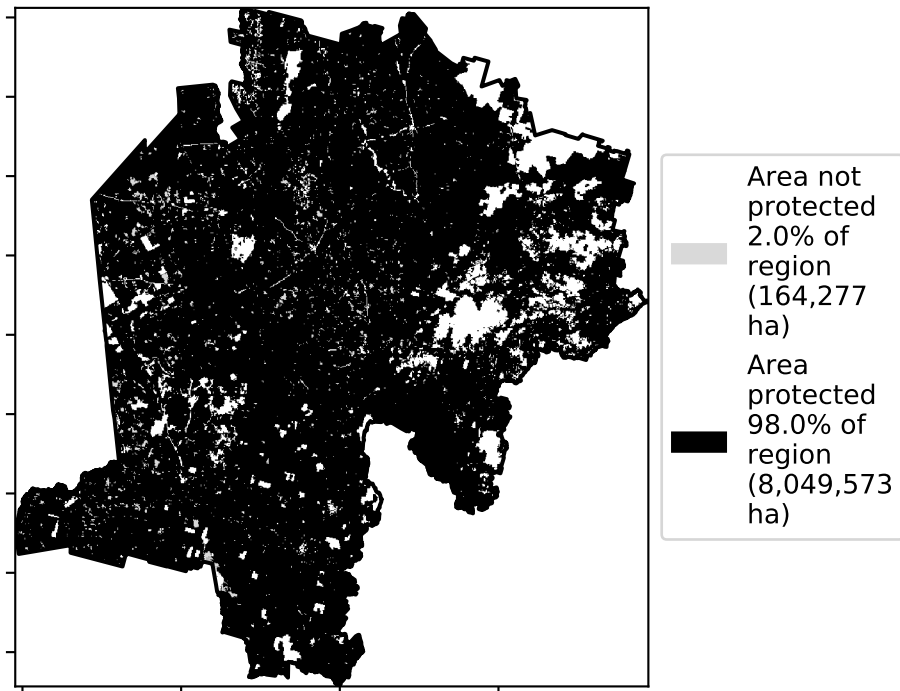 Area not
protected
2.0% of
region
(164,277
ha)
Area
protected
98.0% of
region
(8,049,573
ha)